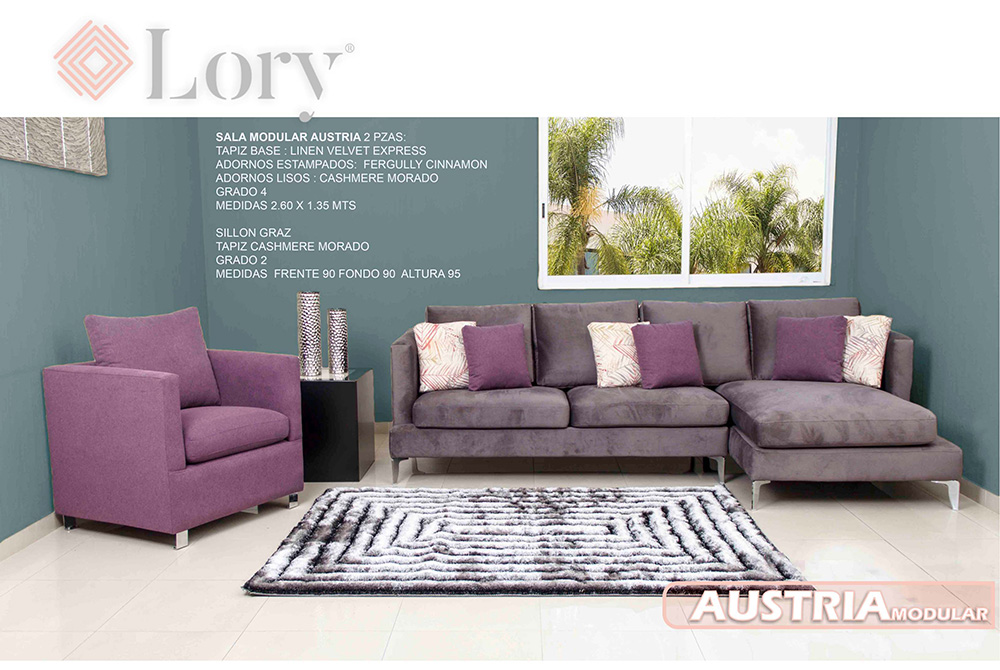 Lory®
SALA MODULAR AUSTRIA 2 PZAS:
TAPIZ BASE : LINEN VELVET EXPRESS
ADORNOS ESTAMPADOS: FERGULLY CINNAMON
ADORNOS LISOS : CASHMERE MORADO
GRADO 4
MEDIDAS 2.60 X 1.35 MTS
SILLON GRAZ
TAPIZ CASHMERE MORADO
GRADO 2
MEDIDAS FRENTE 90 FONDO 90 ALTURA 95
AUSTRIA MODULAR